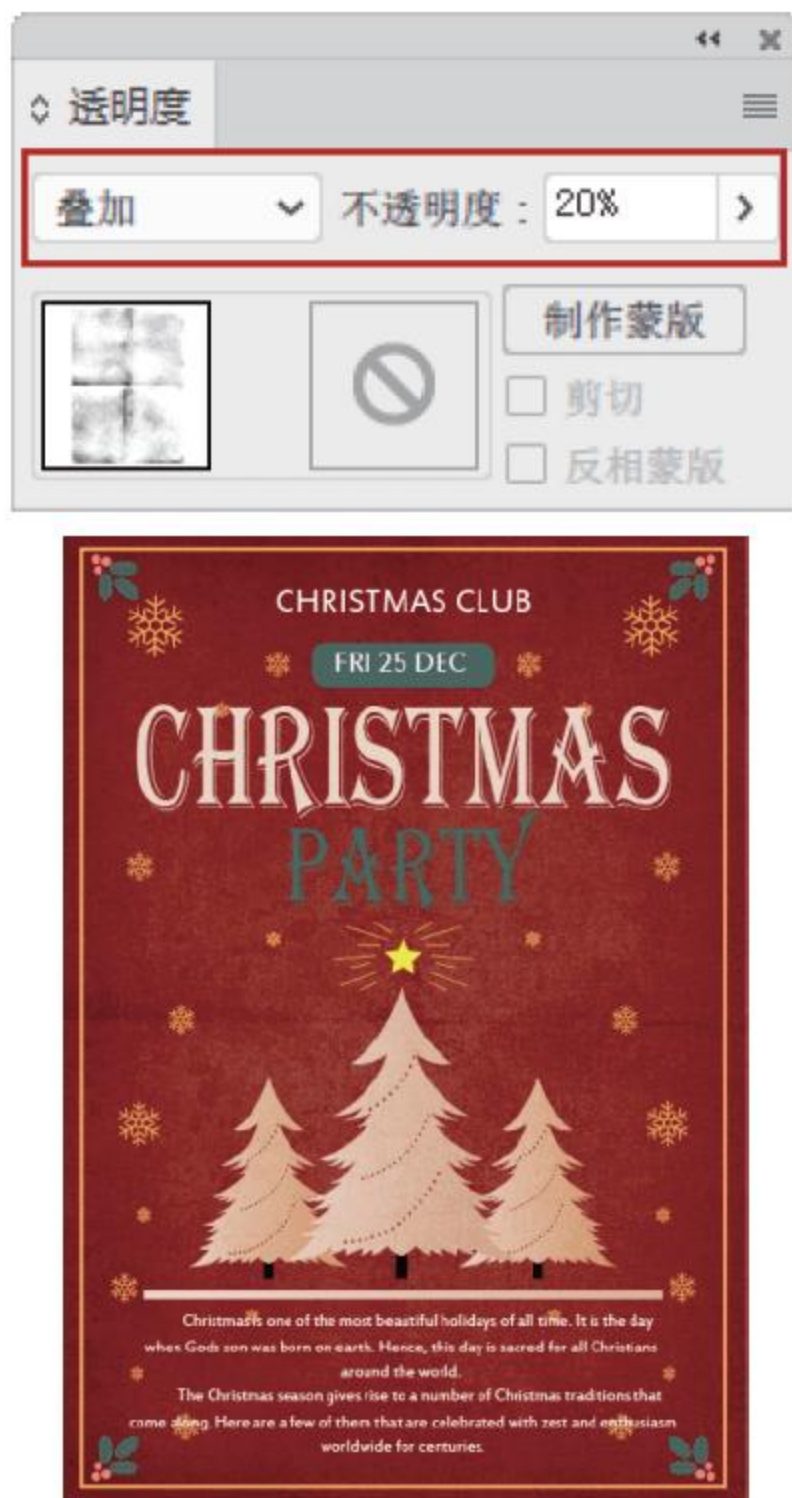 透明度
叠加 不透明度：20%
制作蒙版
剪切
反相蒙版
CHRISTMAS CLUB
FRI 25 DEC
CHRISTMAS
PARTY
Christmas is one of the most beautiful holidays of all time. It is the day
when Gods son was born on earth. Hence, this day is sacred for all Christians
around the world.
The Christmas season gives rise to a number of Christmas traditions that
come along. Here are a few of them that are celebrated with zest and enthusiasm
worldwide for centuries.